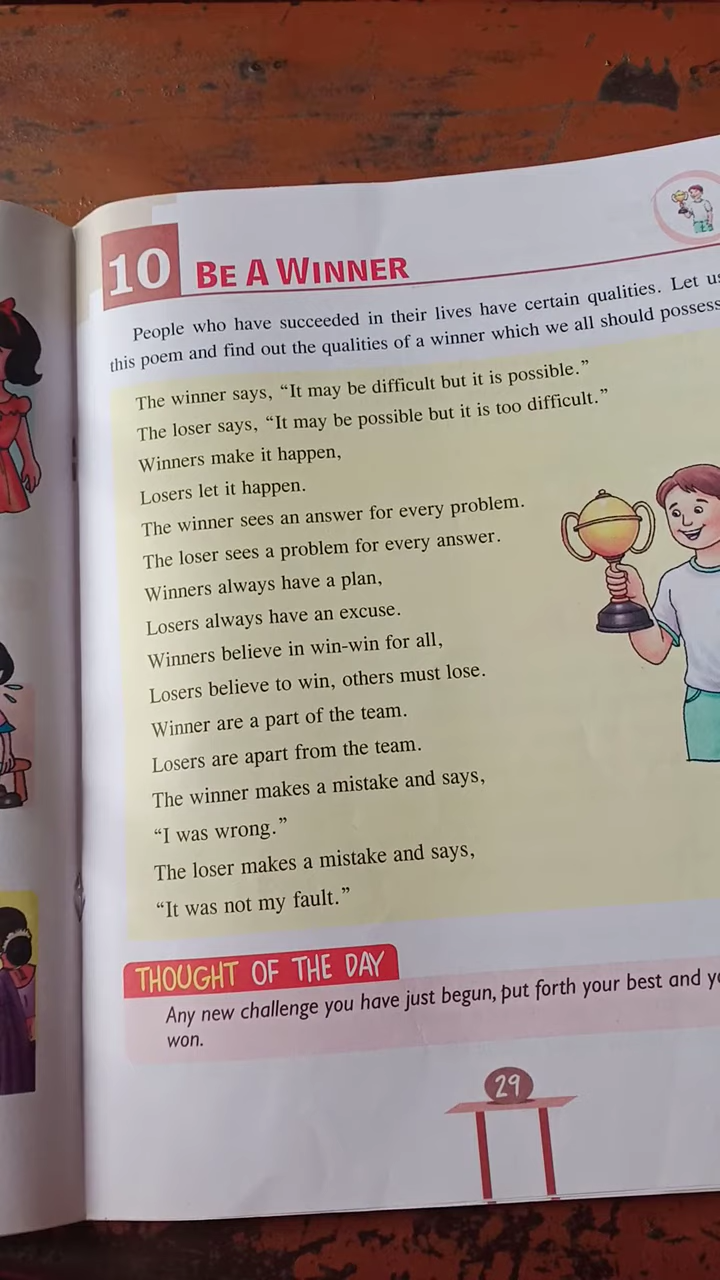 10 BE A WINNER
People who have succeeded in their lives have certain qualities. Let
this poem and find out the qualities of a winner which we all should possess
The winner says, “It may be difficult but it is possible.”
The loser says, “It may be possible but it is too difficult.”
Winners make it happen,
Losers let it happen.
The winner sees an answer for every problem.
The loser sees a problem for every answer.
Winners always have a plan,
Losers always have an excuse.
Winners believe in win-win for all,
Losers believe to win, others must lose.
Winner are a part of the team.
Losers are apart from the team.
The winner makes a mistake and says,
“I was wrong.”
The loser makes a mistake and says,
“It was not my fault.”
THOUGHT OF THE DAY
Any new challenge you have just begun, put forth your best and
won.
29